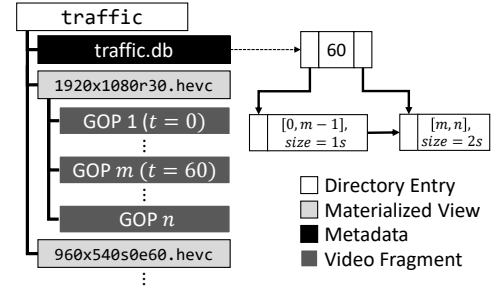 traffic
traffic.db
60
1920x1080r30.hevc
GOP 1 (t = 0)
⋮
GOP m (t = 60)
⋮
GOP n
960x540s0e60.hevc
⋮
[0, m − 1],
size = 1s
[m, n],
size = 2s
Directory Entry
Materialized View
Metadata
Video Fragment